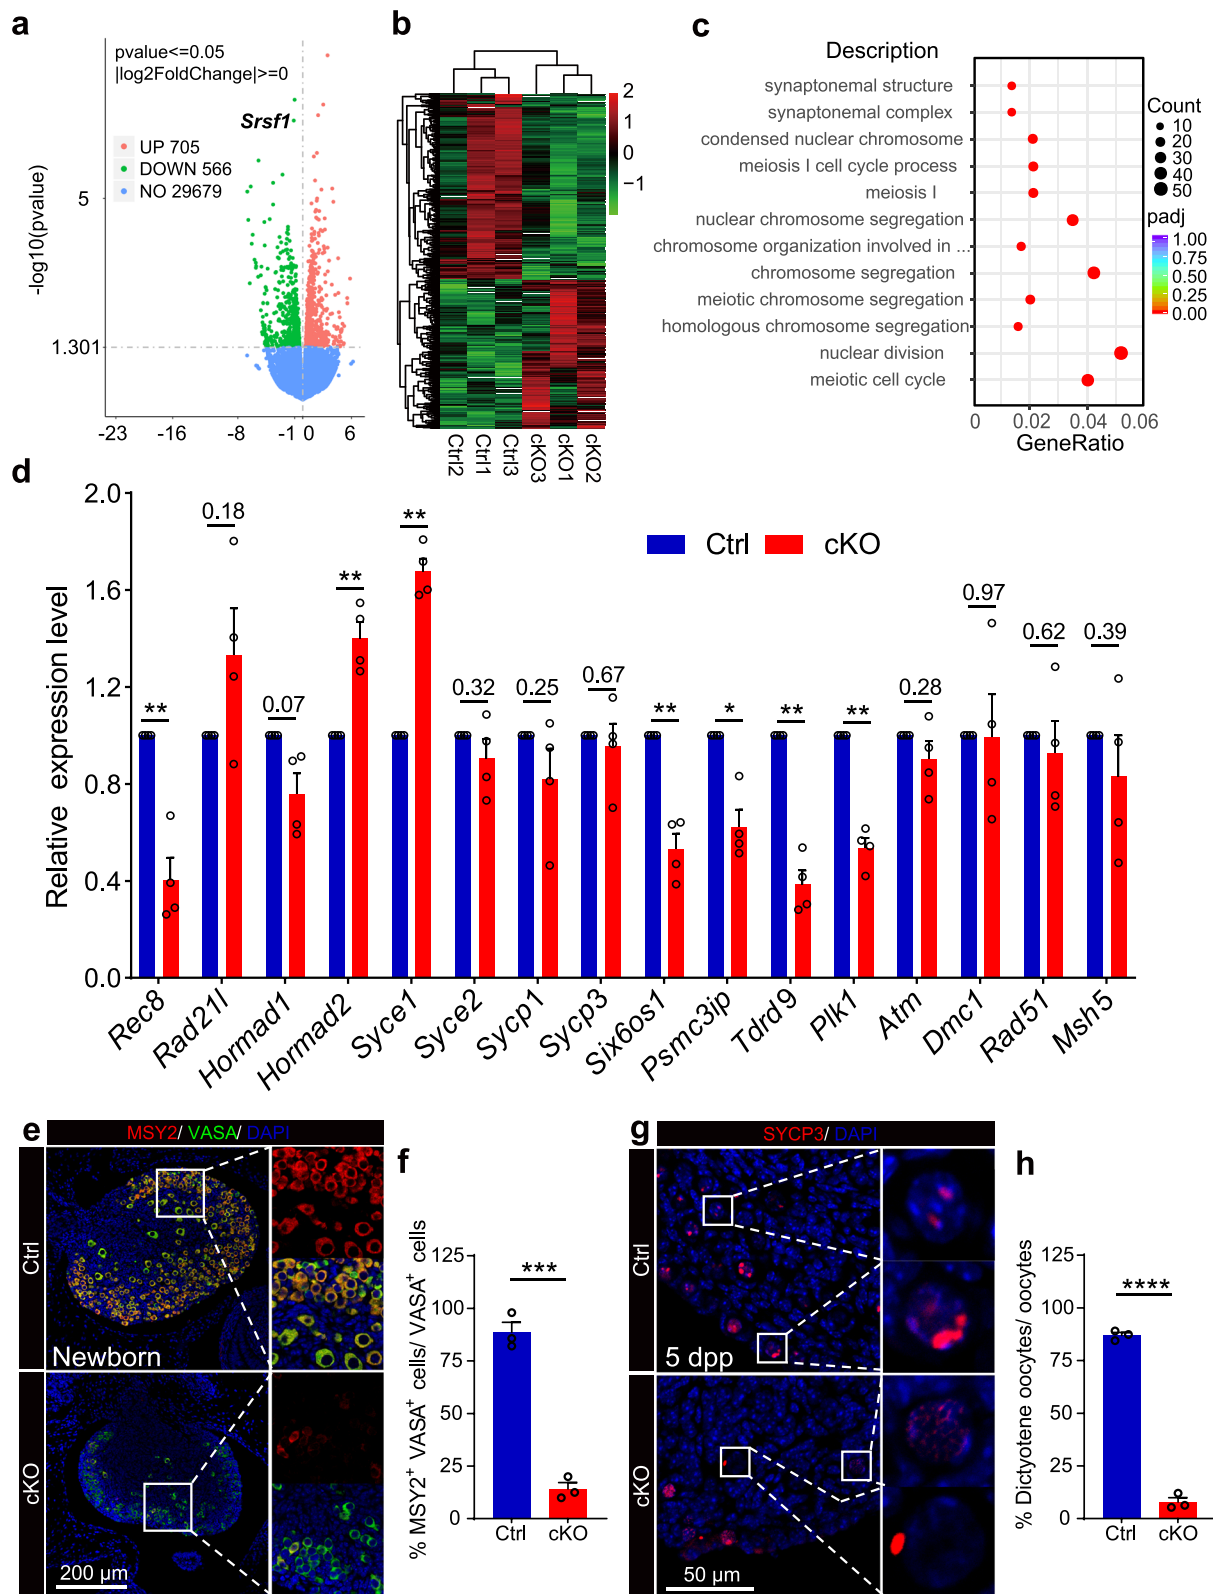 a
pvalue<=0.05
|log2FoldChange|>=0
Srsf1
UP 705
DOWN 566
NO 29679
-log10(pvalue)
5
1.301
-23 -16 -8 -1 0 6
b
2
1
0
−1
Ctrl2 Ctrl1 Ctrl3 cKO3 cKO1 cKO2
c
Description
synaptonemal structure
synaptonemal complex
condensed nuclear chromosome
meiosis I cell cycle process
meiosis I
nuclear chromosome segregation
chromosome organization involved in ...
chromosome segregation
meiotic chromosome segregation
homologous chromosome segregation
nuclear division
meiotic cell cycle
0 0.02 0.04 0.06
GeneRatio
Count
10
20
30
40
50
padj
1.00
0.75
0.50
0.25
0.00
d
Relative expression level
2.0
1.6
1.2
0.8
0.4
0.0
Ctrl cKO
** 0.18 0.07 ** ** 0.32 0.25 0.67 ** * ** ** 0.28 0.97 0.62 0.39
Rec8 Rad21l Hormad1 Hormad2 Syce1 Syce2 Sycp1 Sycp3 Six6os1 Psmc3ip Tdrd9 Plk1 Atm Dmc1 Rad51 Msh5
e
MSY2/ VASA/ DAPI
Ctrl
Newborn
cKO
200 µm
f
% MSY2⁺ VASA⁺ cells/ VASA⁺ cells
125
100
75
50
25
0
***
Ctrl cKO
g
SYCP3/ DAPI
Ctrl
5 dpp
cKO
50 µm
h
% Dictyotene oocytes/ oocytes
125
100
75
50
25
0
****
Ctrl cKO